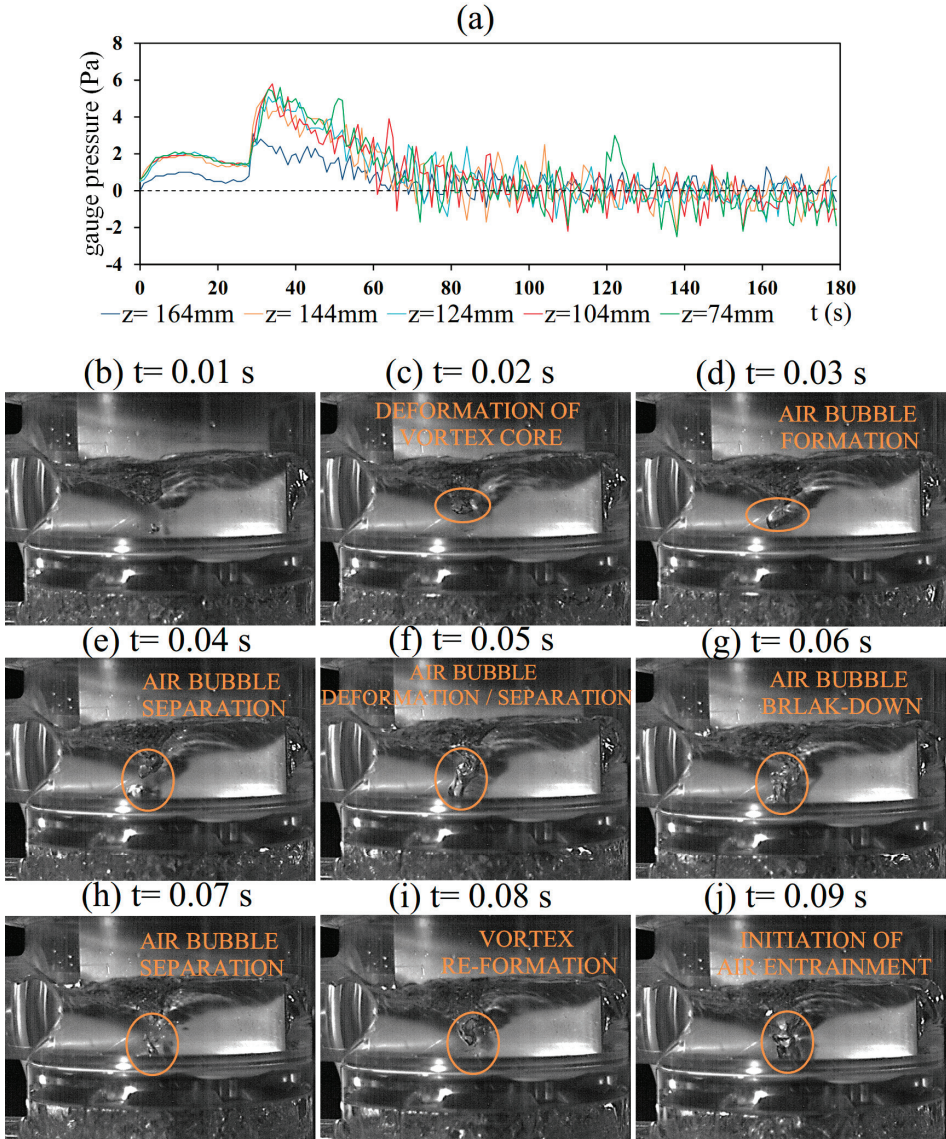 (a)
gauge pressure (Pa)
8
6
4
2
0
-2
-4
0 20 40 60 80 100 120 140 160 180
z= 164mm z= 144mm z=124mm z=104mm z=74mm t (s)
(b) t= 0.01 s (c) t= 0.02 s (d) t= 0.03 s
DEFORMATION OF
VORTEX CORE
AIR BUBBLE
FORMATION
(e) t= 0.04 s (f) t= 0.05 s (g) t= 0.06 s
AIR BUBBLE
SEPARATION
AIR BUBBLE
DEFORMATION / SEPARATION
AIR BUBBLE
BRLAK-DOWN
(h) t= 0.07 s (i) t= 0.08 s (j) t= 0.09 s
AIR BUBBLE
SEPARATION
VORTEX
RE-FORMATION
INITIATION OF
AIR ENTRAINMENT